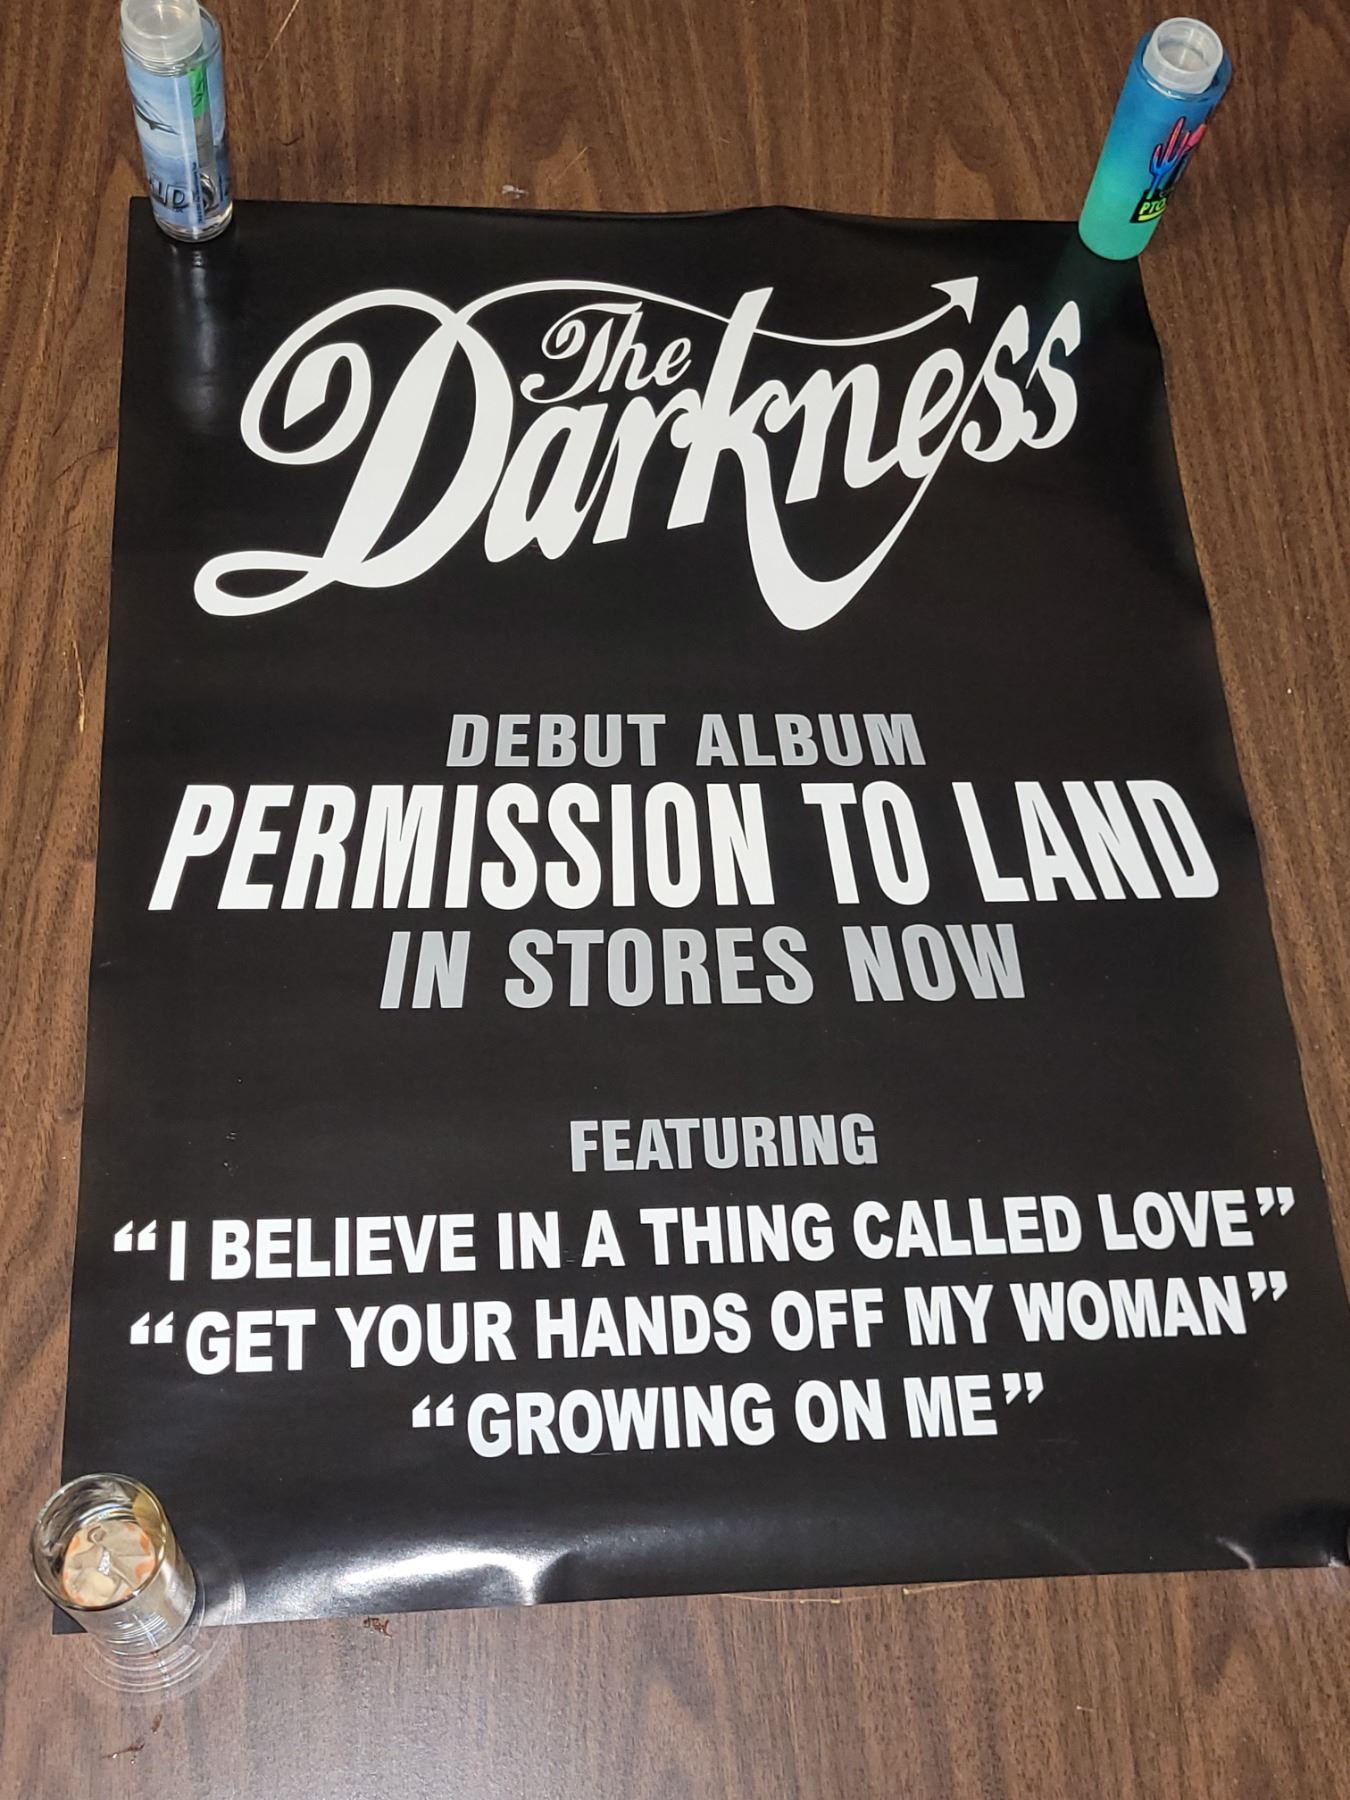 The
Darkness
DEBUT ALBUM
PERMISSION TO LAND
IN STORES NOW
FEATURING
“I BELIEVE IN A THING CALLED LOVE”
“GET YOUR HANDS OFF MY WOMAN”
“GROWING ON ME”